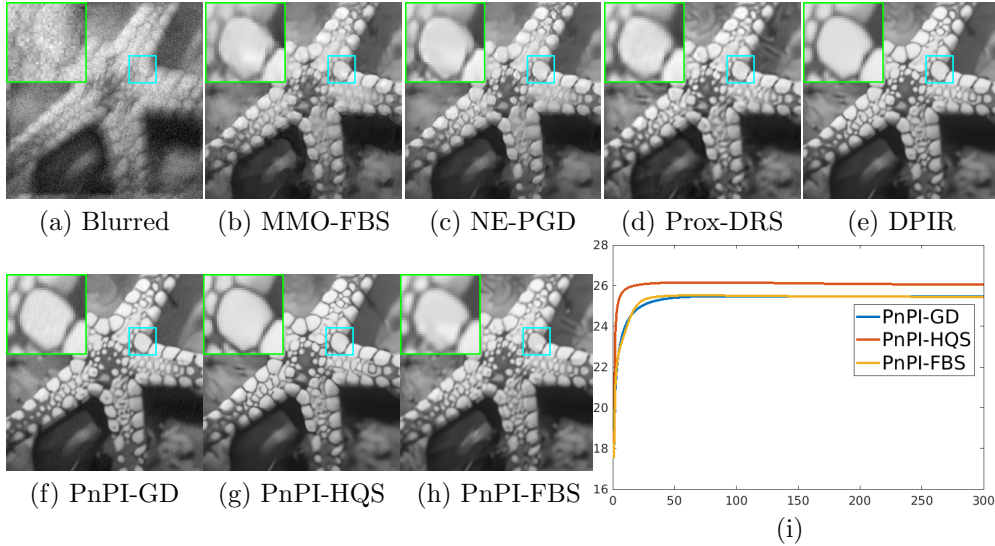 (a) Blurred
(b) MMO-FBS
(c) NE-PGD
(d) Prox-DRS
(e) DPIR
28
26
24
22
20
18
16
0
50
100
150
200
250
300
PnPI-GD
PnPI-HQS
PnPI-FBS
(f) PnPI-GD
(g) PnPI-HQS
(h) PnPI-FBS
(i)